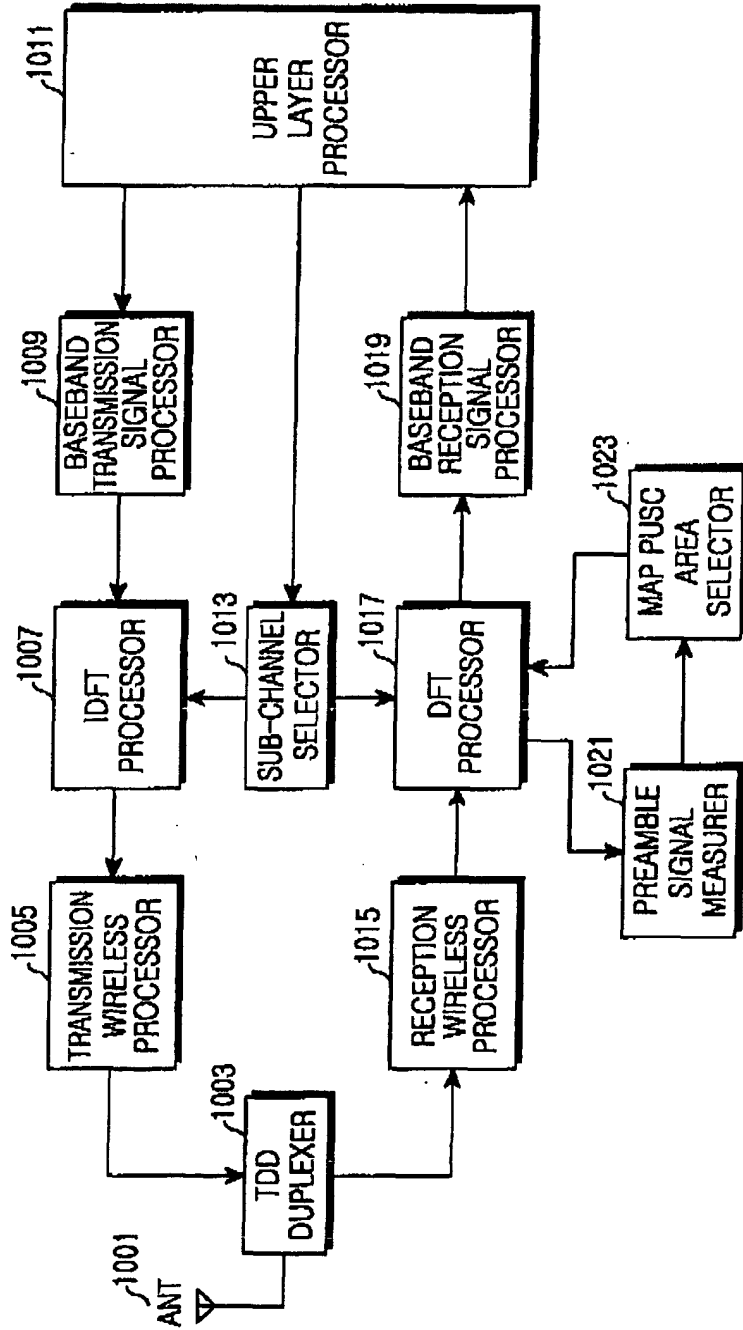 1001
ANT
1003
TDD
DUPLEXER
1005
TRANSMISSION
WIRELESS
PROCESSOR
1007
IDFT
PROCESSOR
1009
BASEBAND
TRANSMISSION
SIGNAL
PROCESSOR
1011
UPPER
LAYER
PROCESSOR
1013
SUB-CHANNEL
SELECTOR
1015
RECEPTION
WIRELESS
PROCESSOR
1017
DFT
PROCESSOR
1019
BASEBAND
RECEPTION
SIGNAL
PROCESSOR
1021
PREAMBLE
SIGNAL
MEASURER
1023
MAP PUSC
AREA
SELECTOR